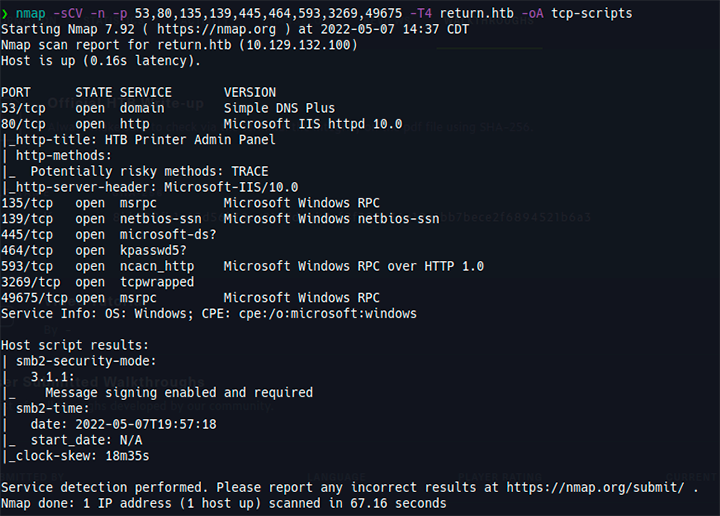 ❯ nmap -sCV -n -p 53,80,135,139,445,464,593,3269,49675 -T4 return.htb -oA tcp-scripts
Starting Nmap 7.92 ( https://nmap.org ) at 2022-05-07 14:37 CDT
Nmap scan report for return.htb (10.129.132.100)
Host is up (0.16s latency).

PORT      STATE SERVICE       VERSION
53/tcp    open  domain        Simple DNS Plus
80/tcp    open  http          Microsoft IIS httpd 10.0
|_http-title: HTB Printer Admin Panel
| http-methods:
|_  Potentially risky methods: TRACE
|_http-server-header: Microsoft-IIS/10.0
135/tcp   open  msrpc         Microsoft Windows RPC
139/tcp   open  netbios-ssn   Microsoft Windows netbios-ssn
445/tcp   open  microsoft-ds?
464/tcp   open  kpasswd5?
593/tcp   open  ncacn_http    Microsoft Windows RPC over HTTP 1.0
3269/tcp  open  tcpwrapped
49675/tcp open  msrpc         Microsoft Windows RPC
Service Info: OS: Windows; CPE: cpe:/o:microsoft:windows

Host script results:
| smb2-security-mode:
|   3.1.1:
|_    Message signing enabled and required
| smb2-time:
|   date: 2022-05-07T19:57:18
|_  start_date: N/A
|_clock-skew: 18m35s

Service detection performed. Please report any incorrect results at https://nmap.org/submit/ .
Nmap done: 1 IP address (1 host up) scanned in 67.16 seconds